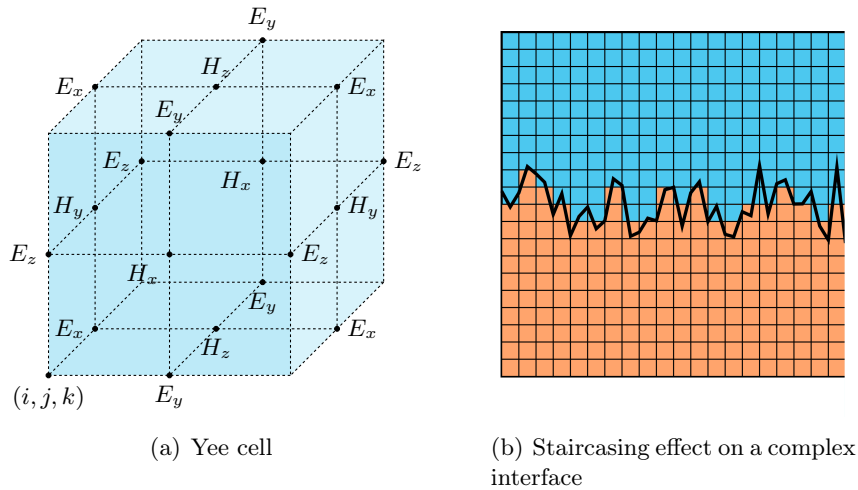 E_y
H_z
E_x
E_x
E_y
E_z
E_z
H_x
H_y
H_y
E_z
E_z
H_x
E_y
E_x
E_x
H_z
(i, j, k)
E_y
(a) Yee cell
(b) Staircasing effect on a complex
interface